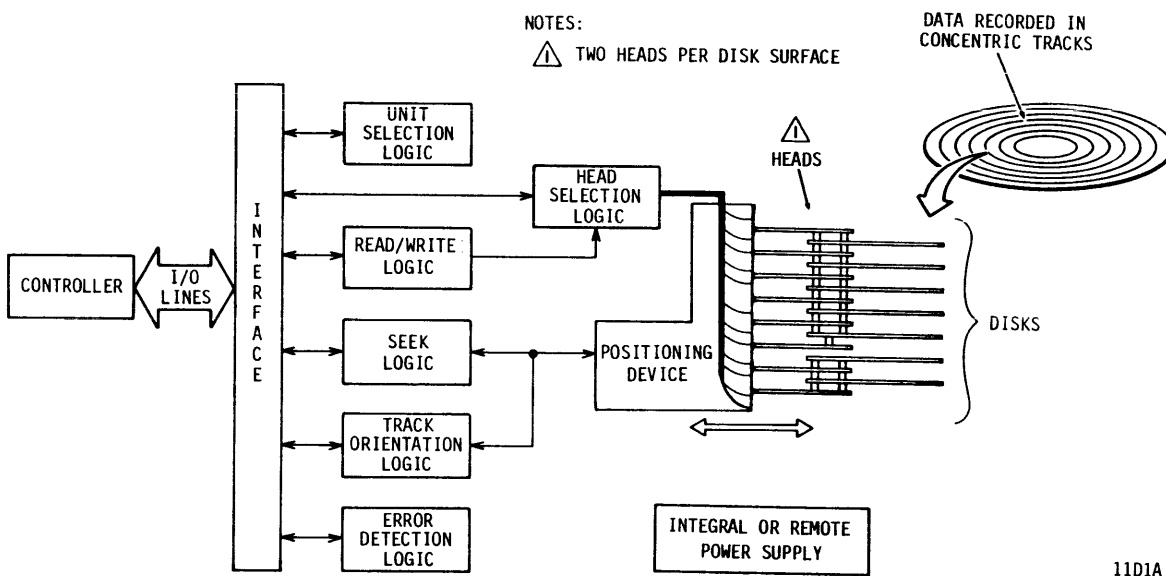 NOTES:
1 TWO HEADS PER DISK SURFACE
DATA RECORDED IN
CONCENTRIC TRACKS
UNIT
SELECTION
LOGIC
1
HEADS
HEAD
SELECTION
LOGIC
INTERFACE
READ/WRITE
LOGIC
CONTROLLER
I/O
LINES
SEEK
LOGIC
POSITIONING
DEVICE
DISKS
TRACK
ORIENTATION
LOGIC
ERROR
DETECTION
LOGIC
INTEGRAL OR REMOTE
POWER SUPPLY
11D1A